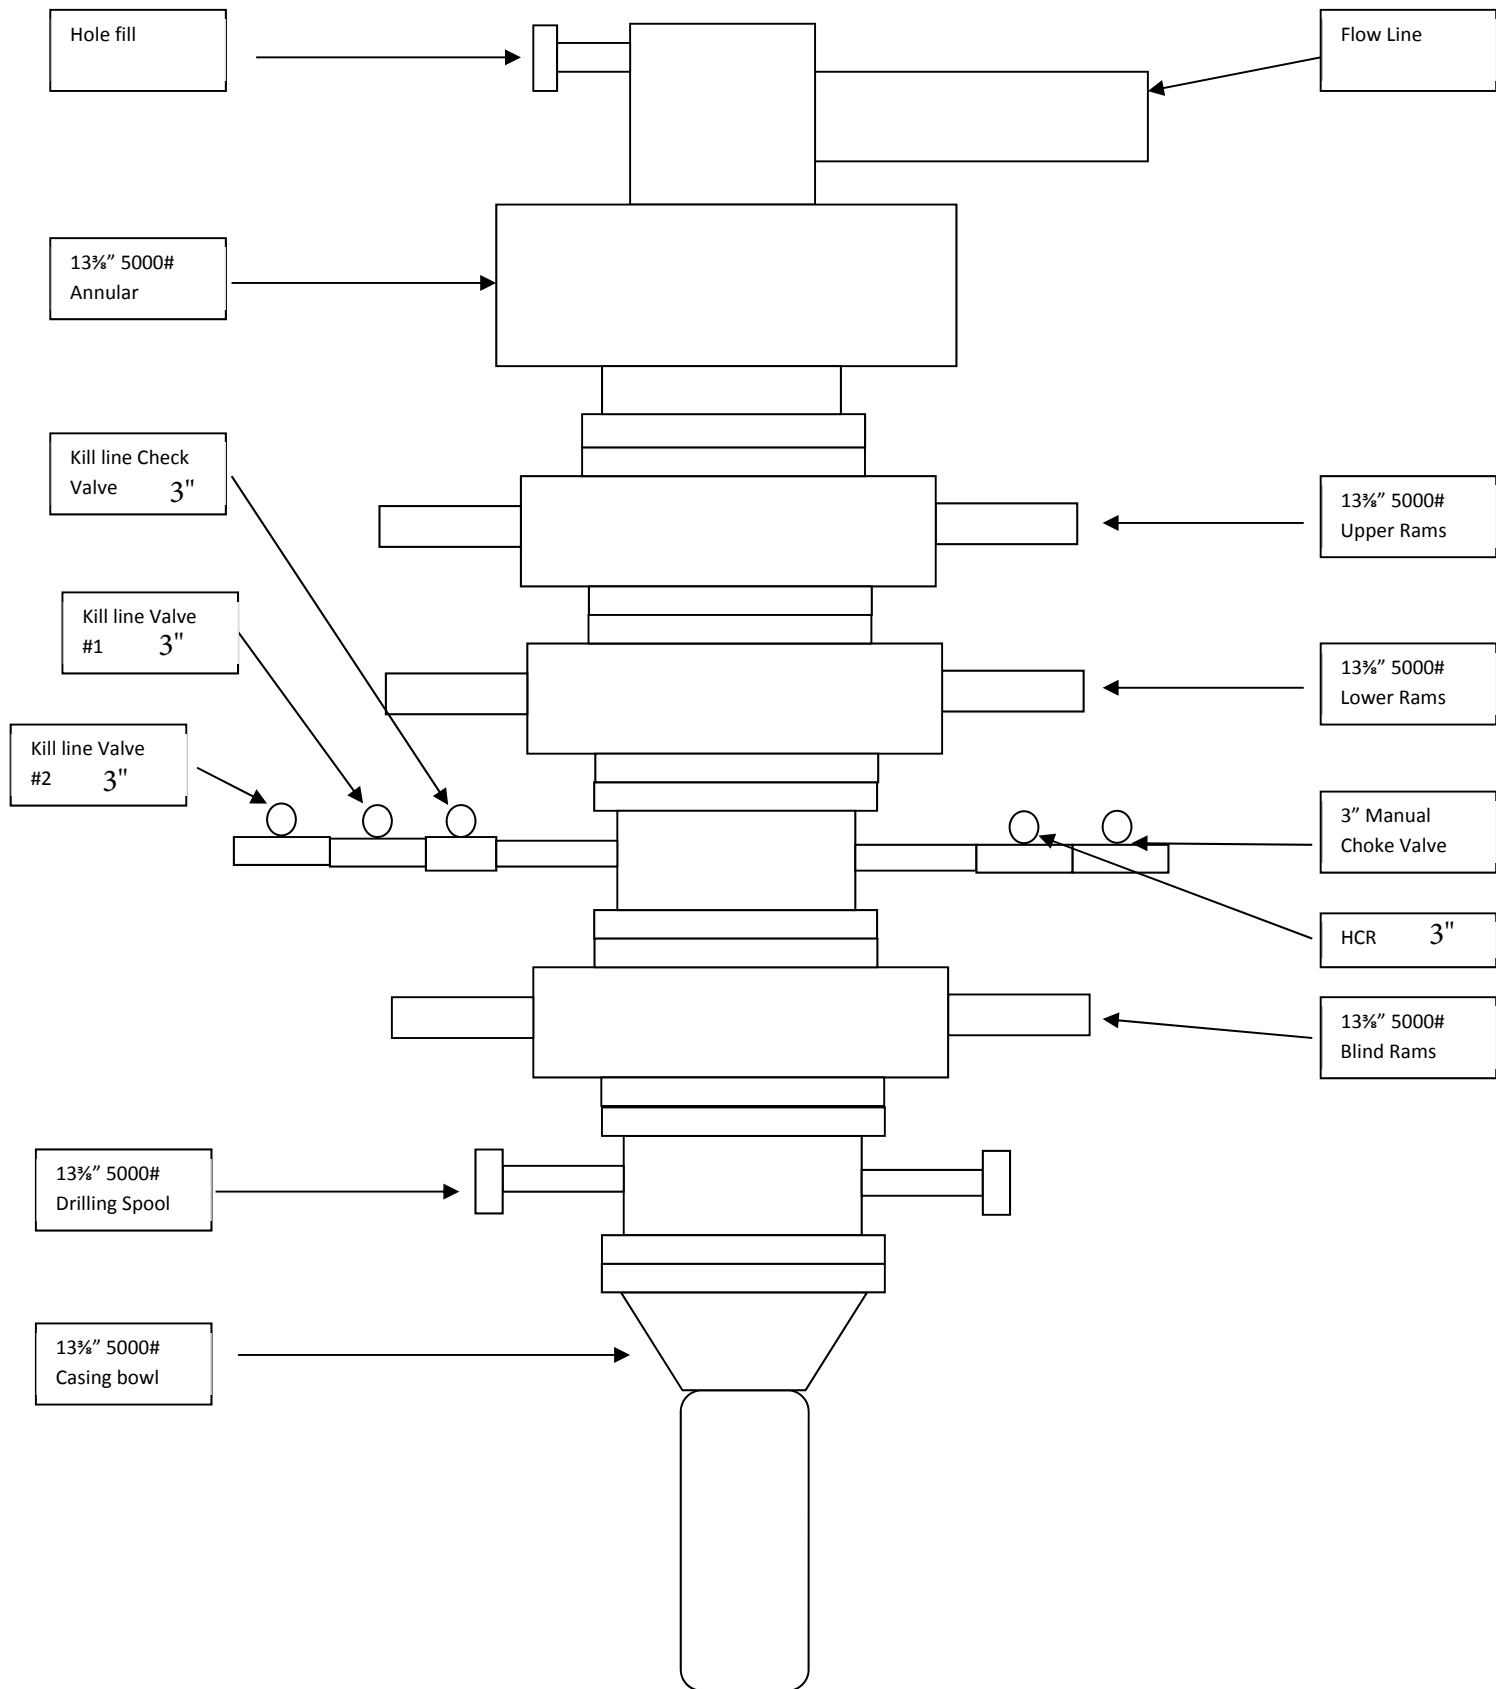 Hole fill
Flow Line
13⅜” 5000#
Annular
Kill line Check
Valve 3"
13⅜” 5000#
Upper Rams
Kill line Valve
#1 3"
13⅜” 5000#
Lower Rams
Kill line Valve
#2 3"
3” Manual
Choke Valve
HCR 3"
13⅜” 5000#
Blind Rams
13⅜” 5000#
Drilling Spool
13⅜” 5000#
Casing bowl